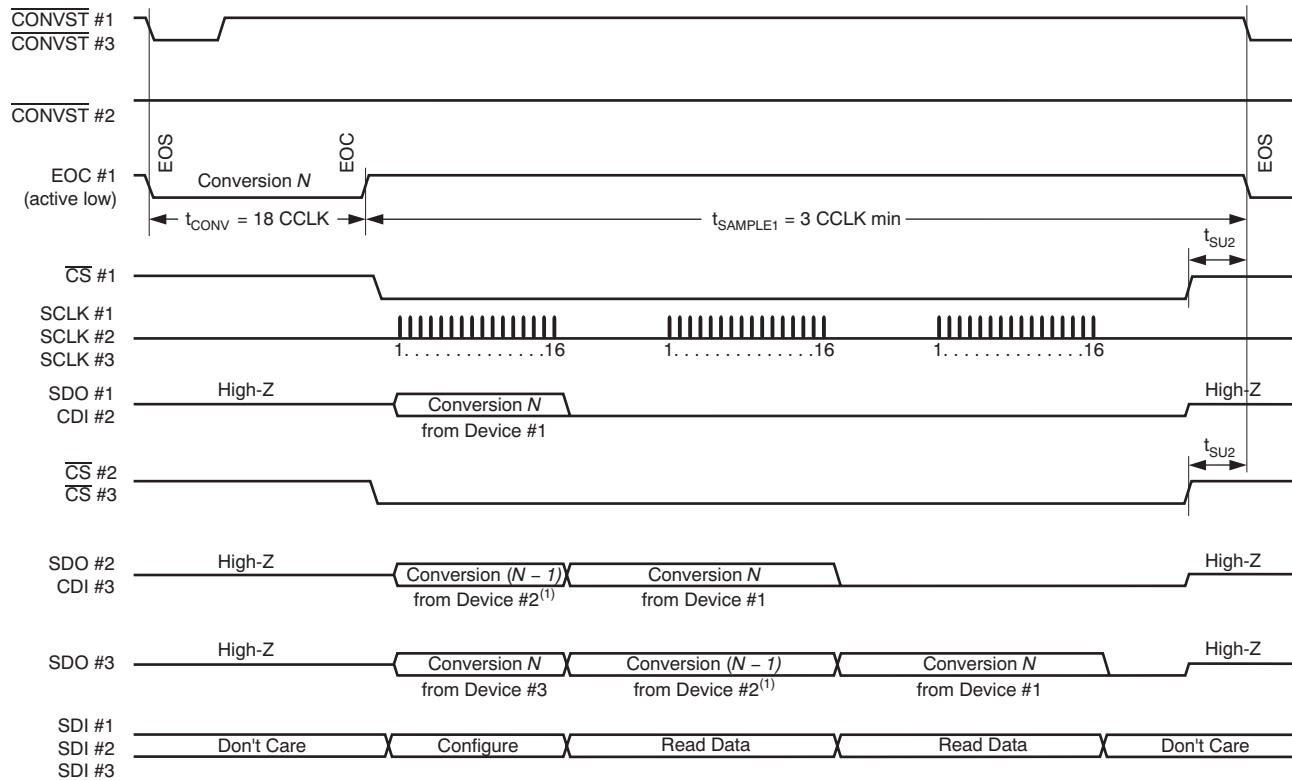 CONVST #1
CONVST #3
CONVST #2
EOS
EOC
EOS
EOC #1
(active low)
Conversion N
tCONV = 18 CCLK
tSAMPLE1 = 3 CCLK min
tSU2
CS #1
SCLK #1
SCLK #2
SCLK #3
1. . . . . . . . . . . . . .16
1. . . . . . . . . . . . . .16
1. . . . . . . . . . . . . .16
SDO #1
CDI #2
High-Z
Conversion N
from Device #1
High-Z
tSU2
CS #2
CS #3
SDO #2
CDI #3
High-Z
Conversion (N − 1)
from Device #2(1)
Conversion N
from Device #1
High-Z
SDO #3
High-Z
Conversion N
from Device #3
Conversion (N − 1)
from Device #2(1)
Conversion N
from Device #1
High-Z
SDI #1
SDI #2
SDI #3
Don't Care
Configure
Read Data
Read Data
Don't Care